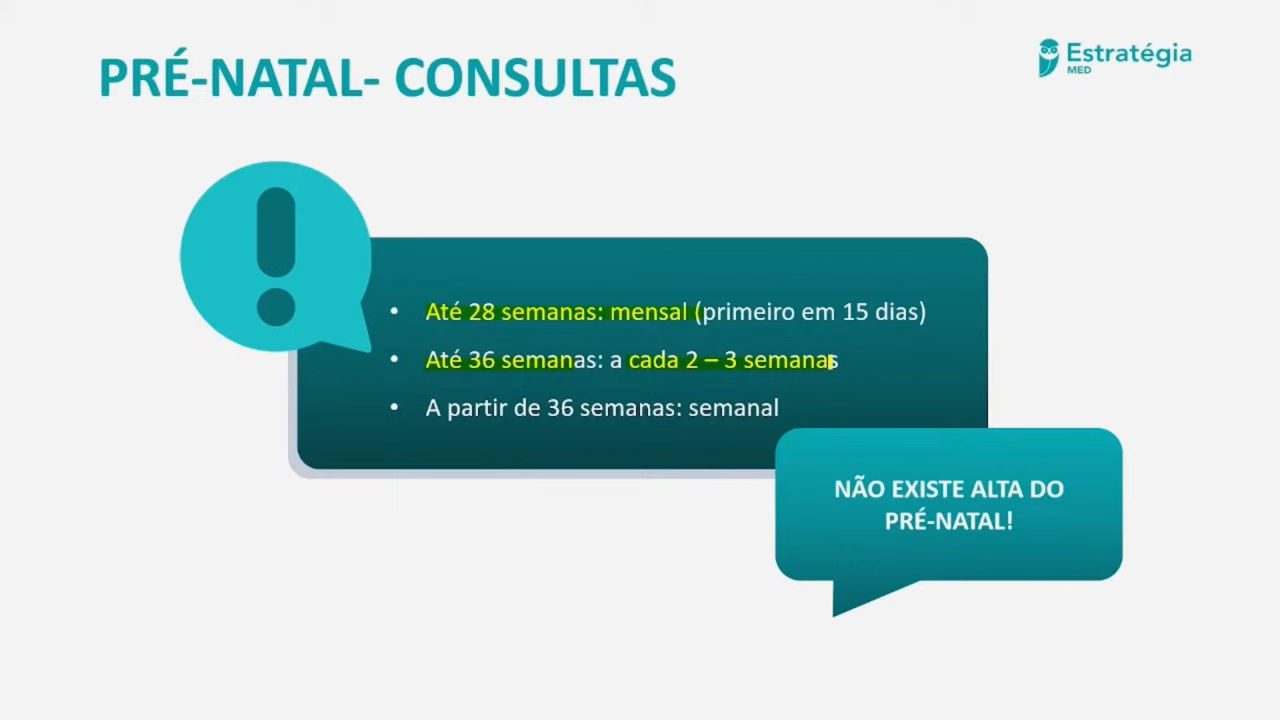 PRÉ-NATAL- CONSULTAS
Estratégia
MED
• Até 28 semanas: mensal (primeiro em 15 dias)
• Até 36 semanas: a cada 2 – 3 semanas
• A partir de 36 semanas: semanal
NÃO EXISTE ALTA DO
PRÉ-NATAL!